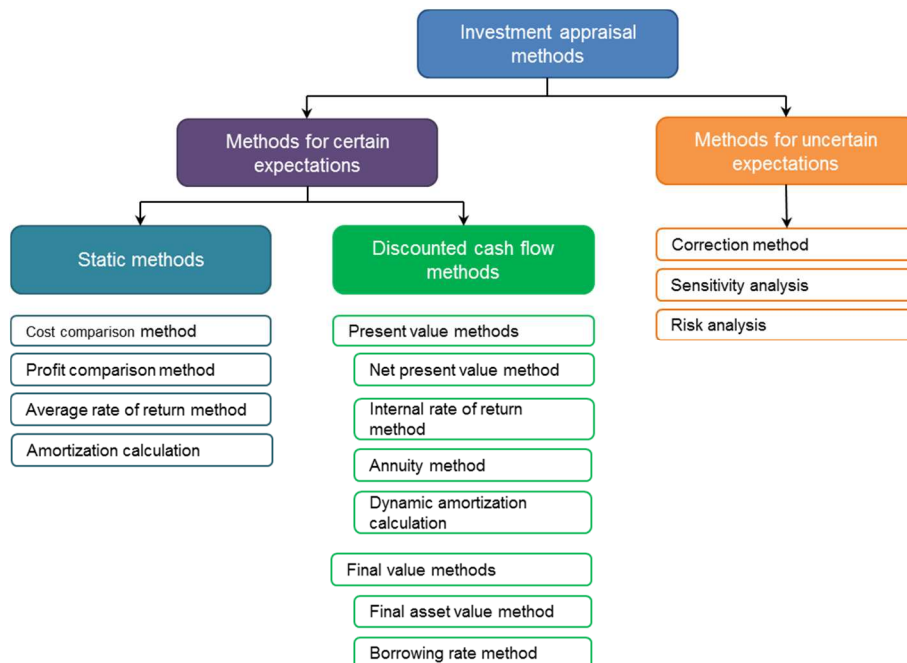 Investment appraisal
methods
Methods for certain
expectations
Methods for uncertain
expectations
Static methods
Discounted cash flow
methods
Correction method
Sensitivity analysis
Risk analysis
Cost comparison method
Profit comparison method
Average rate of return method
Amortization calculation
Present value methods
Net present value method
Internal rate of return
method
Annuity method
Dynamic amortization
calculation
Final value methods
Final asset value method
Borrowing rate method